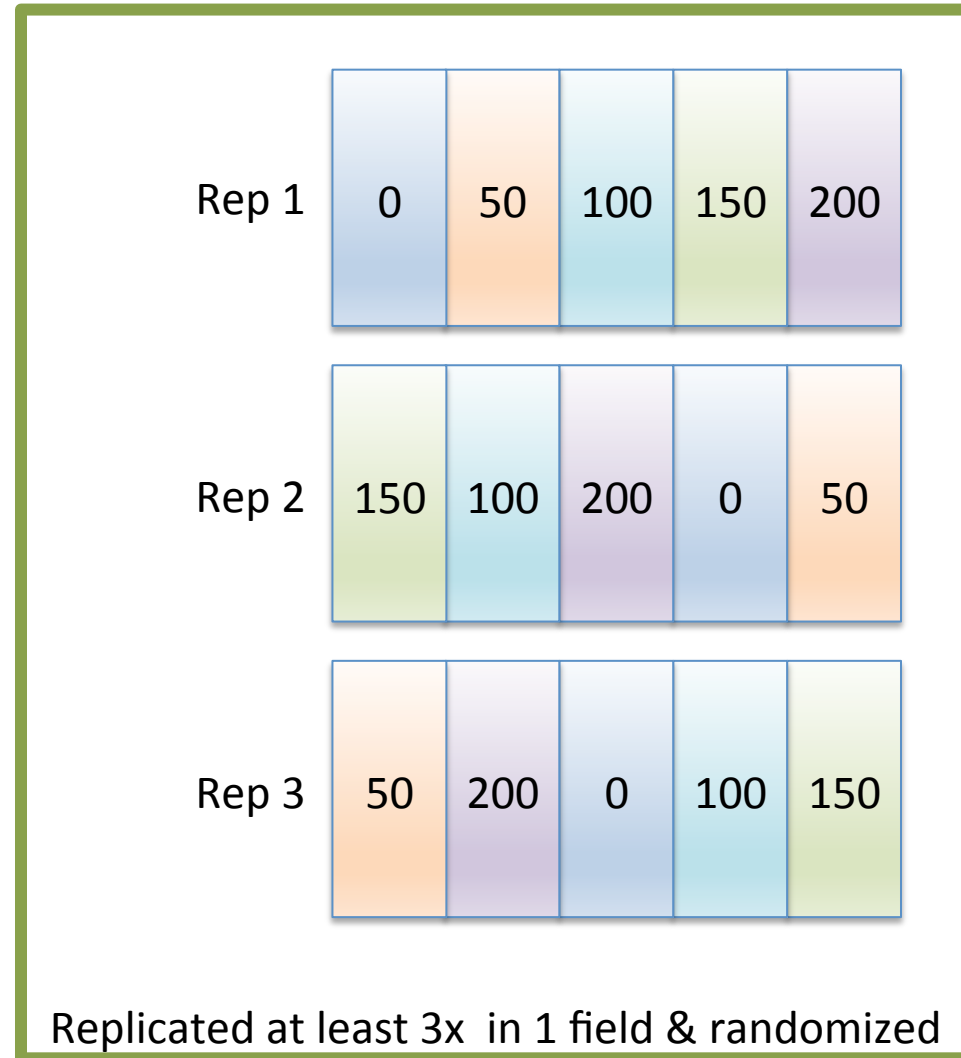 Rep 1 0 50 100 150 200
Rep 2 150 100 200 0 50
Rep 3 50 200 0 100 150
Replicated at least 3x in 1 field & randomized